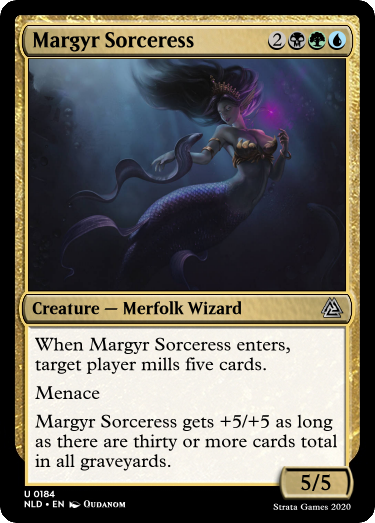 Margyr Sorceress 2
Creature — Merfolk Wizard
When Margyr Sorceress enters,
target player mills five cards.
Menace
Margyr Sorceress gets +5/+5 as long
as there are thirty or more cards total
in all graveyards.
5/5
U 0184
NLD • EN Oudanom
Strata Games 2020